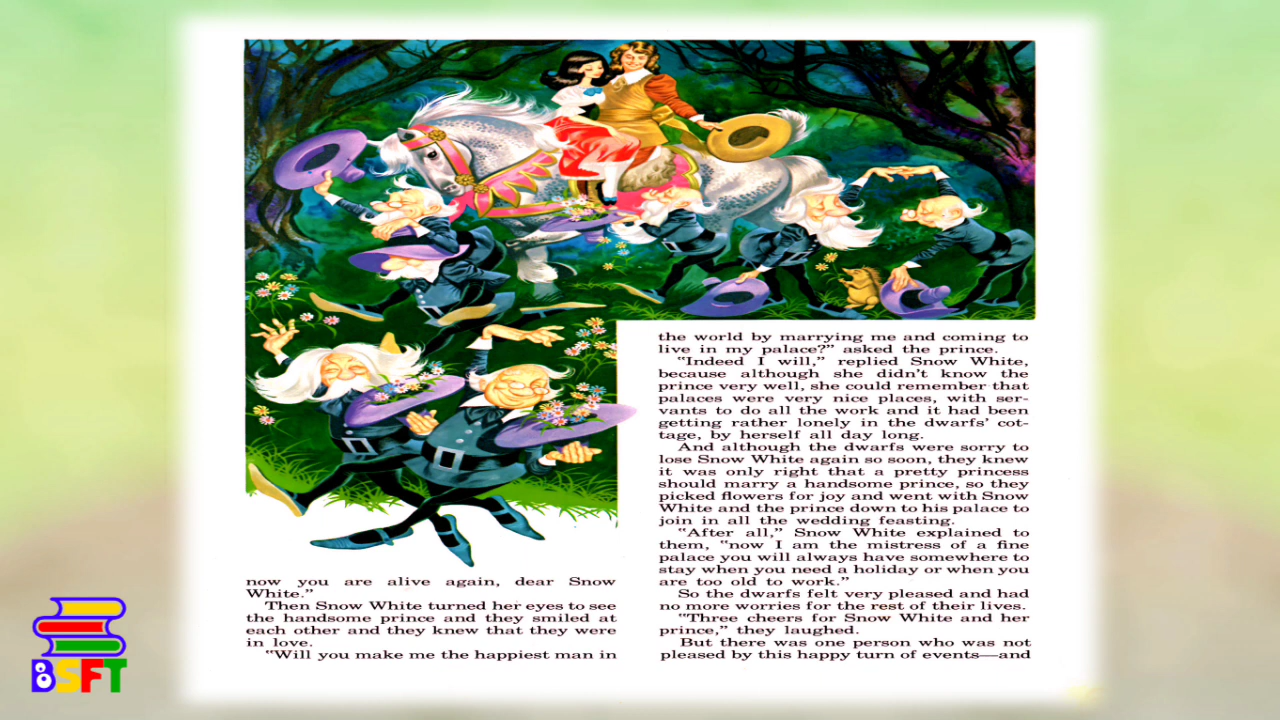 now you are alive again, dear Snow
White.”
Then Snow White turned her eyes to see
the handsome prince and they smiled at
each other and they knew that they were
in love.
“Will you make me the happiest man in
the world by marrying me and coming to
live in my palace?” asked the prince.
“Indeed I will,” replied Snow White,
because although she didn’t know the
prince very well, she could remember that
palaces were very nice places, with ser-
vants to do all the work and it had been
getting rather lonely in the dwarfs’ cot-
tage, by herself all day long.
And although the dwarfs were sorry to
lose Snow White again so soon, they knew
it was only right that a pretty princess
should marry a handsome prince, so they
picked flowers for joy and went with Snow
White and the prince down to his palace to
join in all the wedding feasting.
“After all,” Snow White explained to
them, “now I am the mistress of a fine
palace you will always have somewhere to
stay when you need a holiday or when you
are too old to work.”
So the dwarfs felt very pleased and had
no more worries for the rest of their lives.
“Three cheers for Snow White and her
prince,” they laughed.
But there was one person who was not
pleased by this happy turn of events—and
BSFT